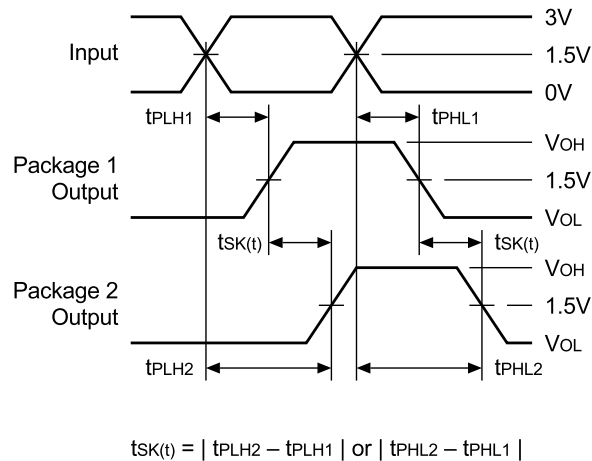 3V
Input
1.5V
0V
tPLH1
tPHL1
VOH
Package 1
Output
1.5V
VOL
tSK(t)
tSK(t)
VOH
Package 2
Output
1.5V
VOL
tPLH2
tPHL2
tSK(t) = | tPLH2 – tPLH1 | or | tPHL2 – tPHL1 |